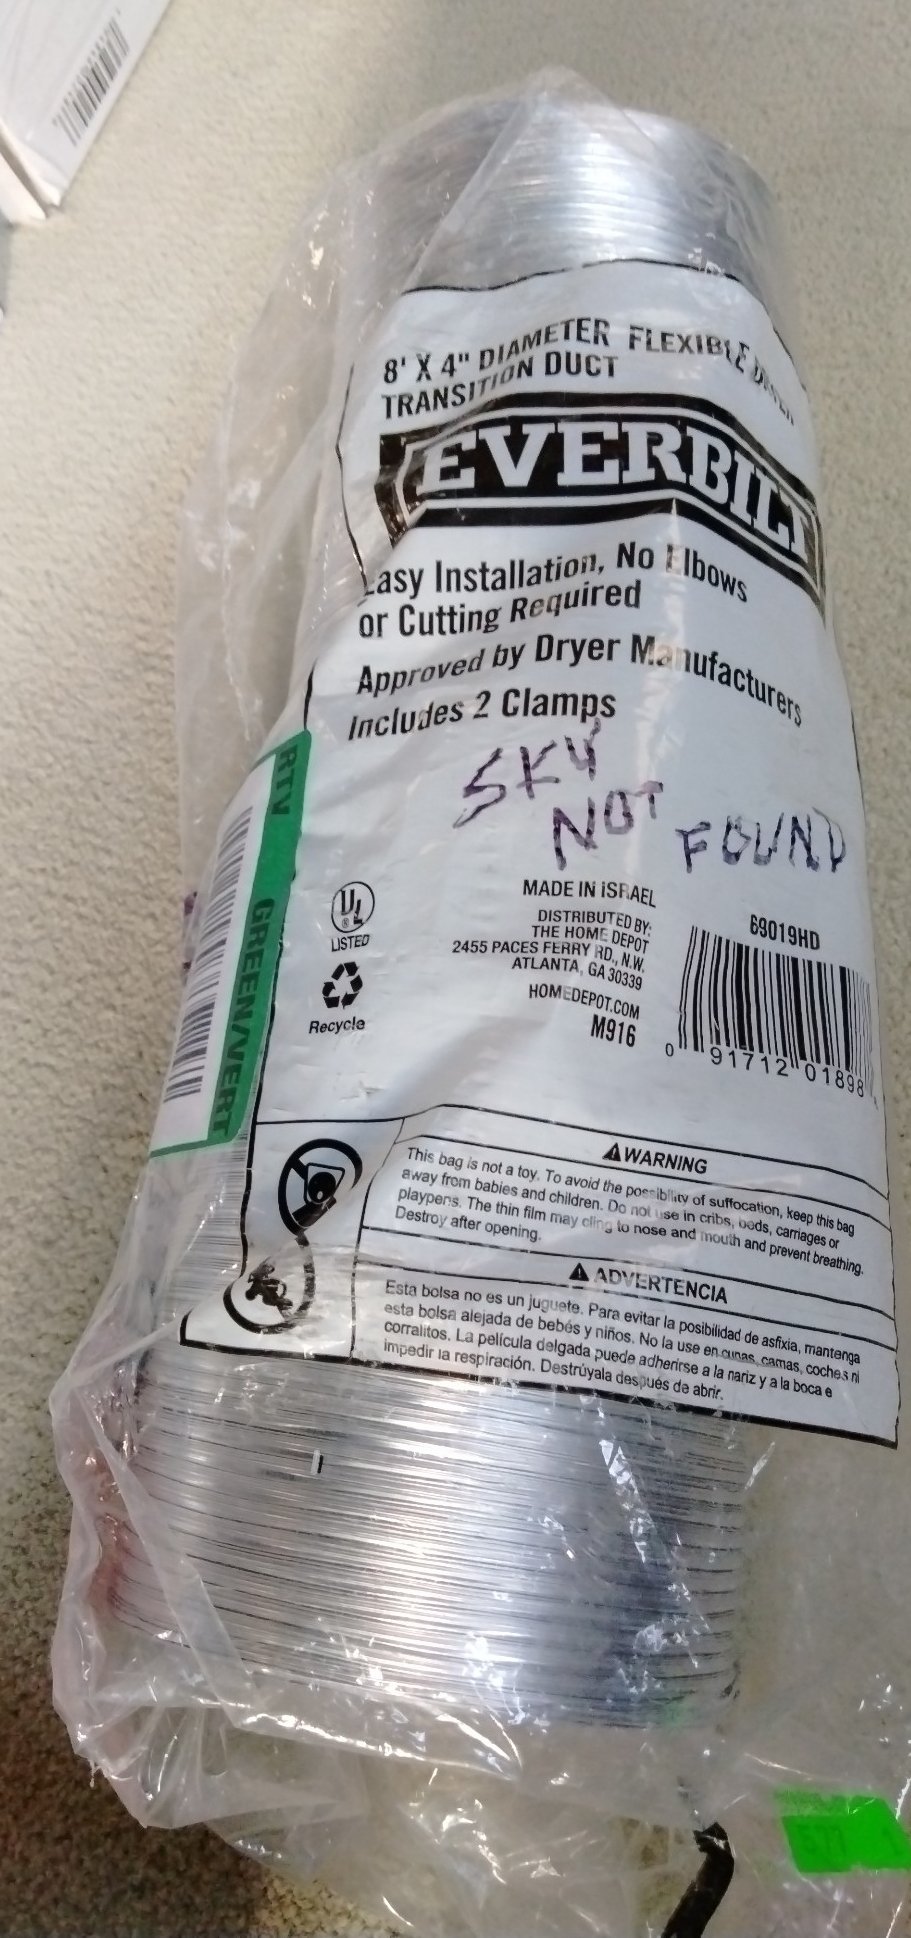 8' X 4" DIAMETER FLEXIBLE
TRANSITION DUCT
EVERBILT
Easy Installation, No Elbows
or Cutting Required
Approved by Dryer Manufacturers
Includes 2 Clamps
SKU
NOT
FOUND
RTV
GREEN/VERT
UL
®
LISTED
Recycle
MADE IN ISRAEL
DISTRIBUTED BY:
THE HOME DEPOT
2455 PACES FERRY RD., N.W.
ATLANTA, GA 30339
HOMEDEPOT.COM
M916
69019HD
0 91712 01898
WARNING
This bag is not a toy. To avoid the possibility of suffocation, keep this bag
away from babies and children. Do not use in cribs, beds, carriages or
playpens. The thin film may cling to nose and mouth and prevent breathing.
Destroy after opening.
ADVERTENCIA
Esta bolsa no es un juguete. Para evitar la posibilidad de asfixia, mantenga
esta bolsa alejada de bebés y niños. No la use en cunas, camas, coches ni
corralitos. La película delgada puede adherirse a la nariz y a la boca e
impedir la respiración. Destrúyala después de abrir.